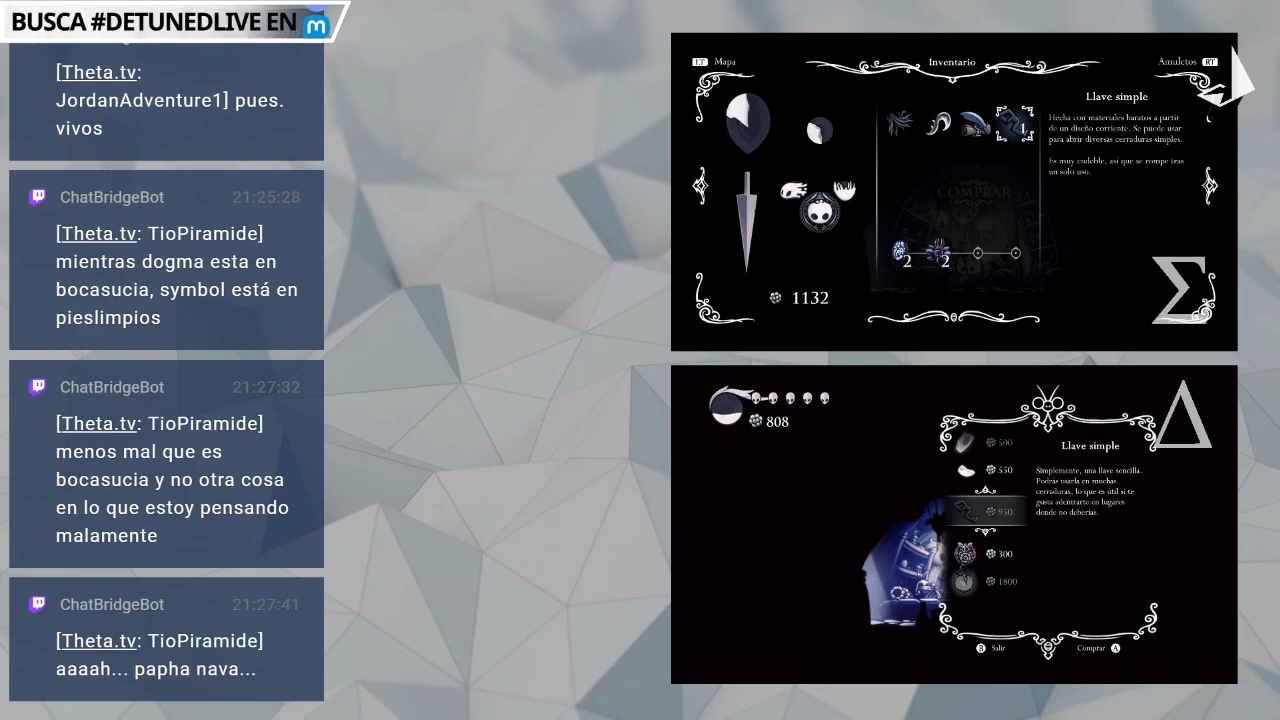 BUSCA #DETUNEDLIVE EN m
[Theta.tv:
JordanAdventure1] pues.
vivos
ChatBridgeBot 21:25:28
[Theta.tv: TioPiramide]
mientras dogma esta en
bocasucia, symbol está en
pieslimpios
ChatBridgeBot 21:27:32
[Theta.tv: TioPiramide]
menos mal que es
bocasucia y no otra cosa
en lo que estoy pensando
malamente
ChatBridgeBot 21:27:41
[Theta.tv: TioPiramide]
aaaah... papha nava...
LT Mapa
Inventario
Amuletos RT
Llave simple
Hecha con materiales baratos a partir
de un diseño corriente. Se puede usar
para abrir diversas cerraduras simples.
Es muy endeble, así que se rompe tras
un solo uso.
COMPRAR
2 2
1132
Σ
808
Δ
500
550
950
300
1800
Llave simple
Simplemente, una llave sencilla.
Podrás usarla en muchas
cerraduras, lo que es útil si te
gusta adentrarte en lugares
donde no deberías.
B Salir
Comprar A